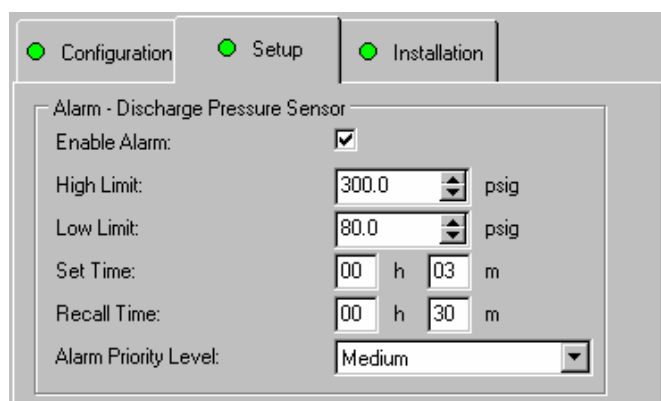 Configuration Setup Installation
Alarm - Discharge Pressure Sensor
Enable Alarm:
High Limit: 300.0 psig
Low Limit: 80.0 psig
Set Time: 00 h 03 m
Recall Time: 00 h 30 m
Alarm Priority Level: Medium